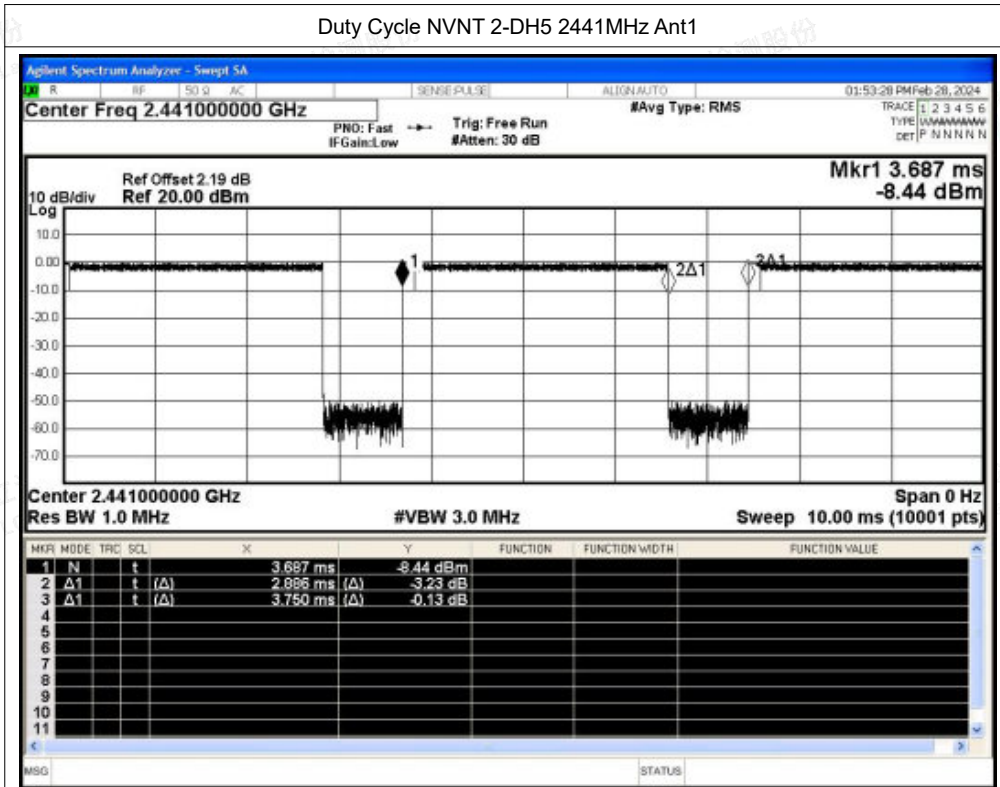 Duty Cycle NVNT 2-DH5 2441MHz Ant1
Agilent Spectrum Analyzer - Swept SA
R RF 50 Ω AC SENSE:PULSE ALIGN AUTO 01:53:28 PM Feb 28, 2024
Center Freq 2.441000000 GHz #Avg Type: RMS TRACE 1 2 3 4 5 6
PNO: Fast Trig: Free Run TYPE
IFGain:Low #Atten: 30 dB DET P N N N N N
Mkr1 3.687 ms
Ref Offset 2.19 dB
10 dB/div Ref 20.00 dBm -8.44 dBm
Log
10.0
0.00
1
2Δ1
3Δ1
-10.0
-20.0
-30.0
-40.0
-50.0
-60.0
-70.0
Center 2.441000000 GHz Span 0 Hz
Res BW 1.0 MHz #VBW 3.0 MHz Sweep 10.00 ms (10001 pts)
MKR MODE TRC SCL X Y FUNCTION FUNCTION WIDTH FUNCTION VALUE
1 N t 3.687 ms -8.44 dBm
2 Δ1 t (Δ) 2.886 ms (Δ) -3.23 dB
3 Δ1 t (Δ) 3.750 ms (Δ) -0.13 dB
4
5
6
7
8
9
10
11
MSG STATUS